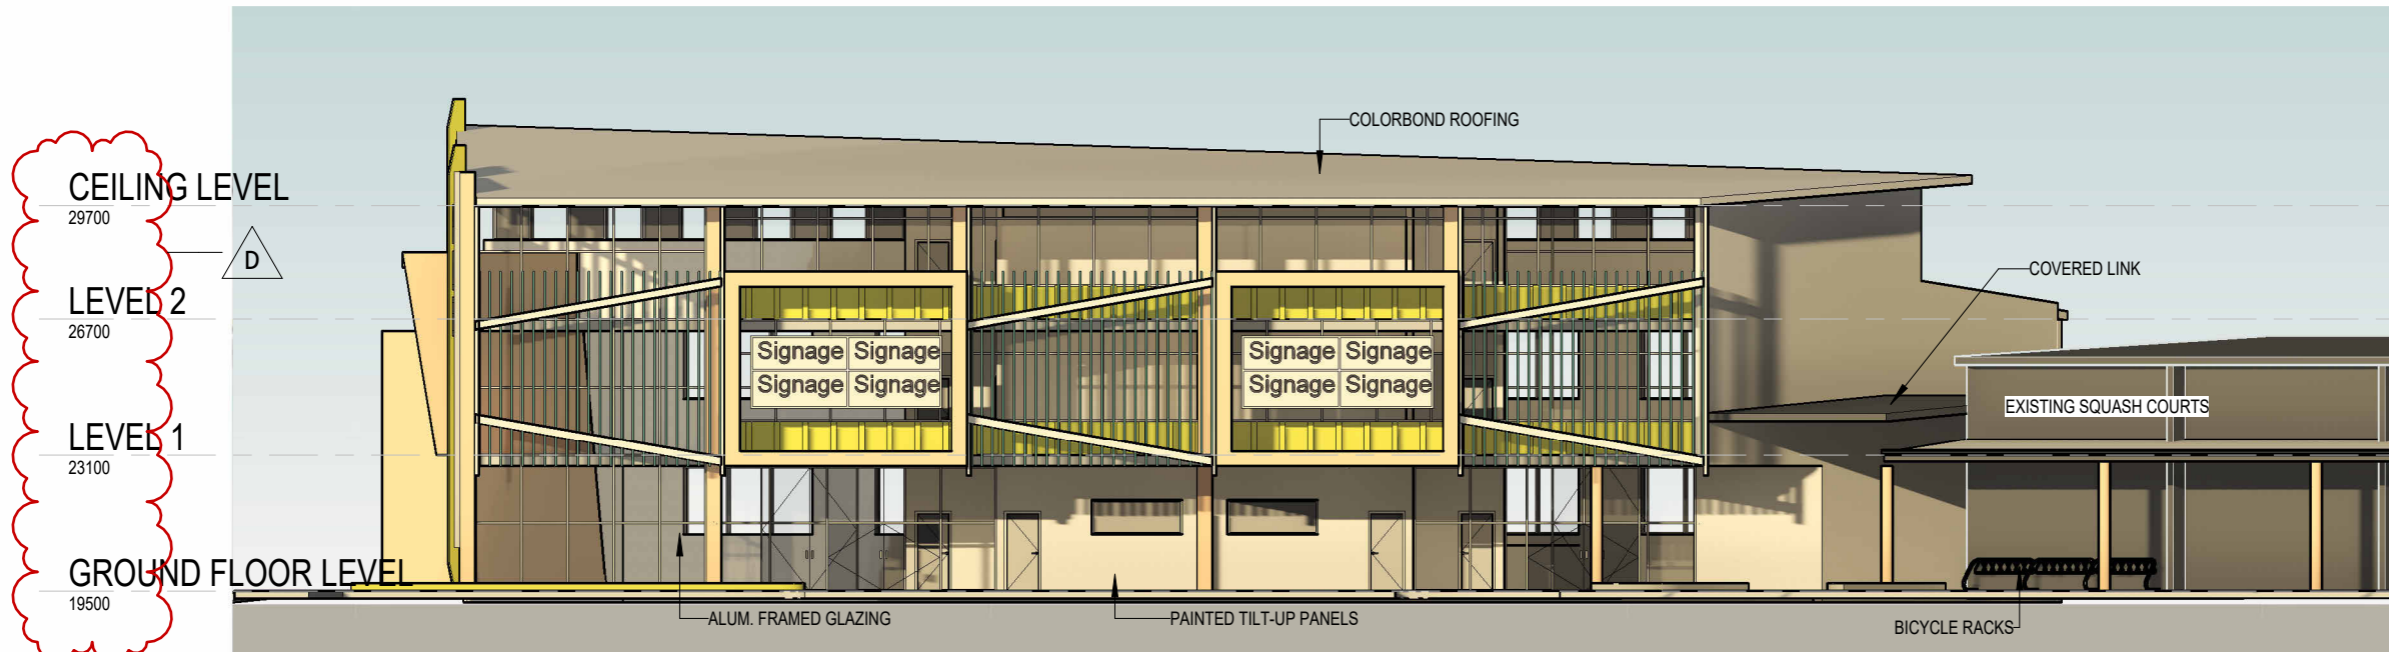 COLORBOND ROOFING
CEILING LEVEL
29700
D
COVERED LINK
LEVEL 2
26700
Signage Signage
Signage Signage
Signage Signage
Signage Signage
EXISTING SQUASH COURTS
LEVEL 1
23100
GROUND FLOOR LEVEL
19500
ALUM. FRAMED GLAZING
PAINTED TILT-UP PANELS
BICYCLE RACKS